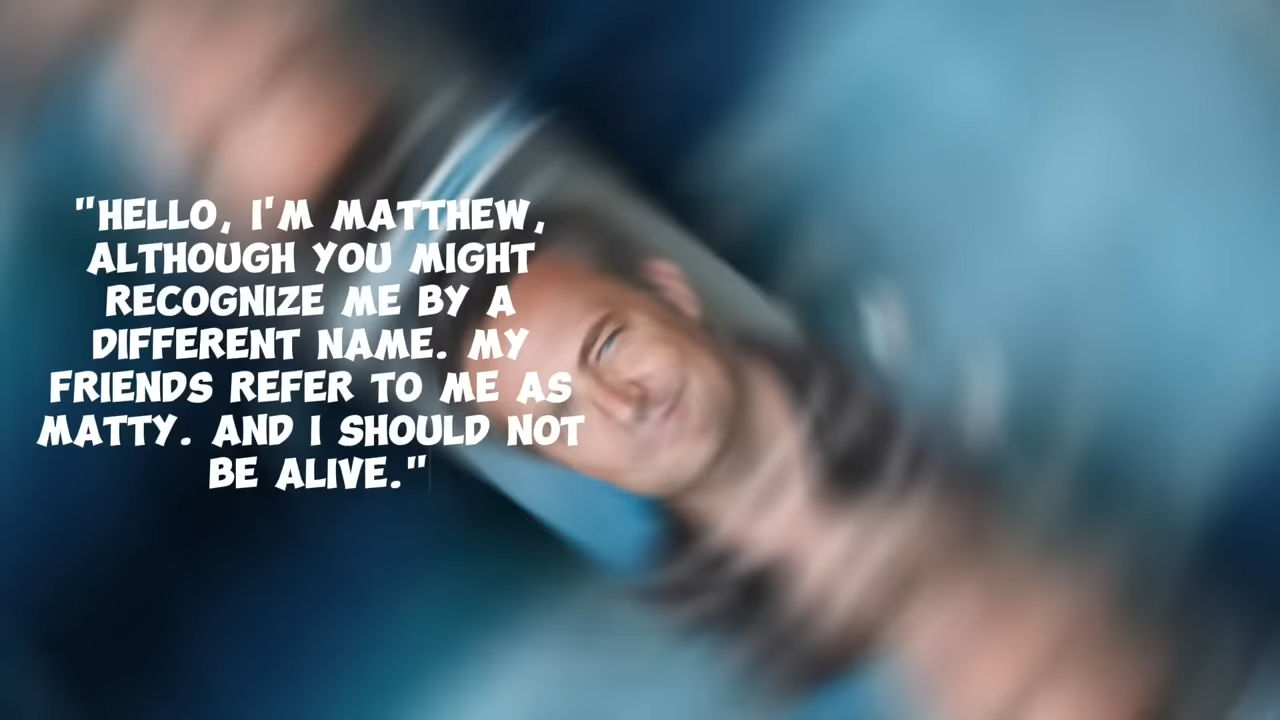 "HELLO, I'M MATTHEW,
ALTHOUGH YOU MIGHT
RECOGNIZE ME BY A
DIFFERENT NAME. MY
FRIENDS REFER TO ME AS
MATTY. AND I SHOULD NOT
BE ALIVE."